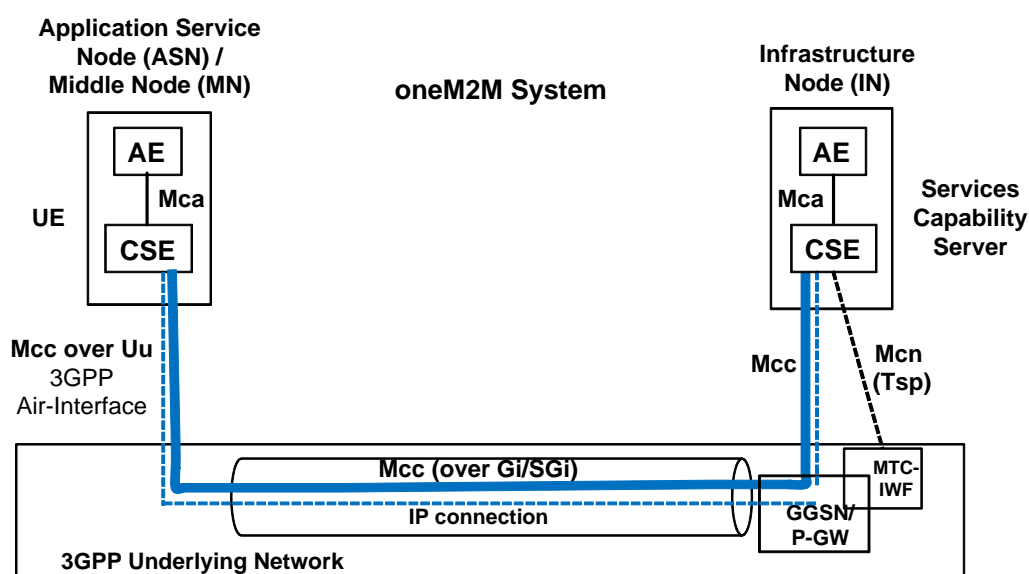 Application Service
Node (ASN) /
Middle Node (MN)
oneM2M System
Infrastructure
Node (IN)
AE
Mca
CSE
UE
AE
Mca
CSE
Services
Capability
Server
Mcc over Uu
3GPP
Air-Interface
Mcc
Mcn
(Tsp)
Mcc (over Gi/SGi)
IP connection
MTC-
IWF
GGSN/
P-GW
3GPP Underlying Network